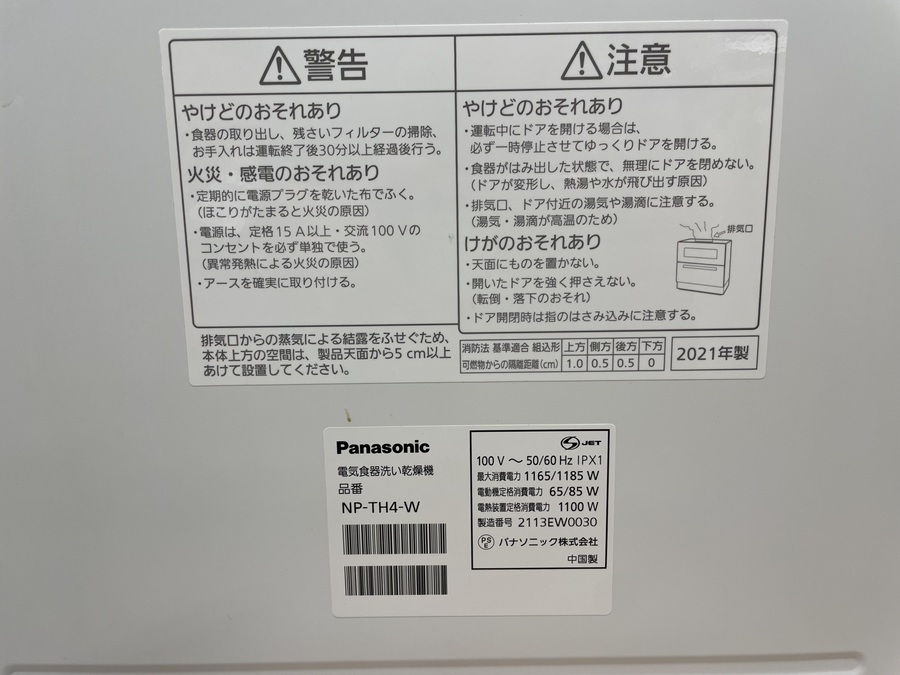 警告
やけどのおそれあり
・食器の取り出し、残さいフィルターの掃除、
お手入れは運転終了後30分以上経過後行う。
火災・感電のおそれあり
・定期的に電源プラグを乾いた布でふく。
(ほこりがたまると火災の原因)
・電源は、定格15A以上・交流100Vの
コンセントを必ず単独で使う。
(異常発熱による火災の原因)
・アースを確実に取り付ける。
注意
やけどのおそれあり
・運転中にドアを開ける場合は、
必ず一時停止させてゆっくりドアを開ける。
・食器がはみ出した状態で、無理にドアを閉めない。
(ドアが変形し、熱湯や水が飛び出す原因)
・排気口、ドア付近の湯気や湯滴に注意する。
(湯気・湯滴が高温のため)
排気口
けがのおそれあり
・天面にものを置かない。
・開いたドアを強く押さえない。
(転倒・落下のおそれ)
・ドア開閉時は指のはさみ込みに注意する。
排気口からの蒸気による結露をふせぐため、
本体上方の空間は、製品天面から5cm以上
あけて設置してください。
消防法 基準適合 組込形 上方 側方 後方 下方
可燃物からの隔離距離(cm) 1.0 0.5 0.5 0
2021年製
Panasonic
電気食器洗い乾燥機
品番
NP-TH4-W
JET
100 V ～ 50/60 Hz IPX1
最大消費電力 1165/1185 W
電動機定格消費電力 65/85 W
電熱装置定格消費電力 1100 W
製造番号 2113EW0030
PSE パナソニック株式会社
中国製